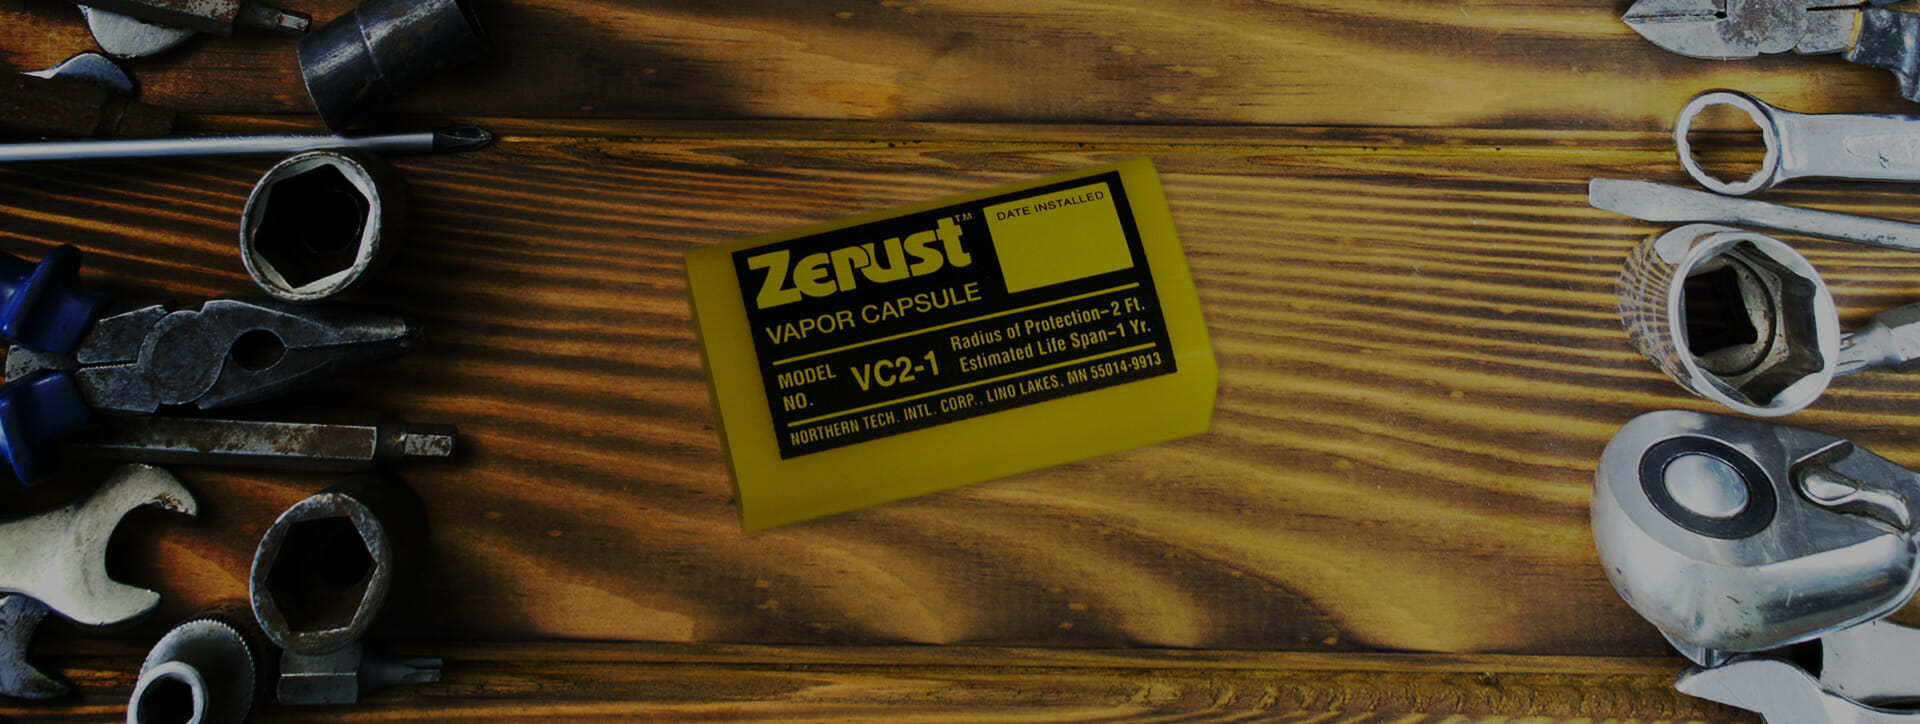 Zerust™
DATE INSTALLED
VAPOR CAPSULE
MODEL NO. VC2-1
Radius of Protection–2 Ft.
Estimated Life Span–1 Yr.
NORTHERN TECH. INTL. CORP., LINO LAKES, MN 55014-9913